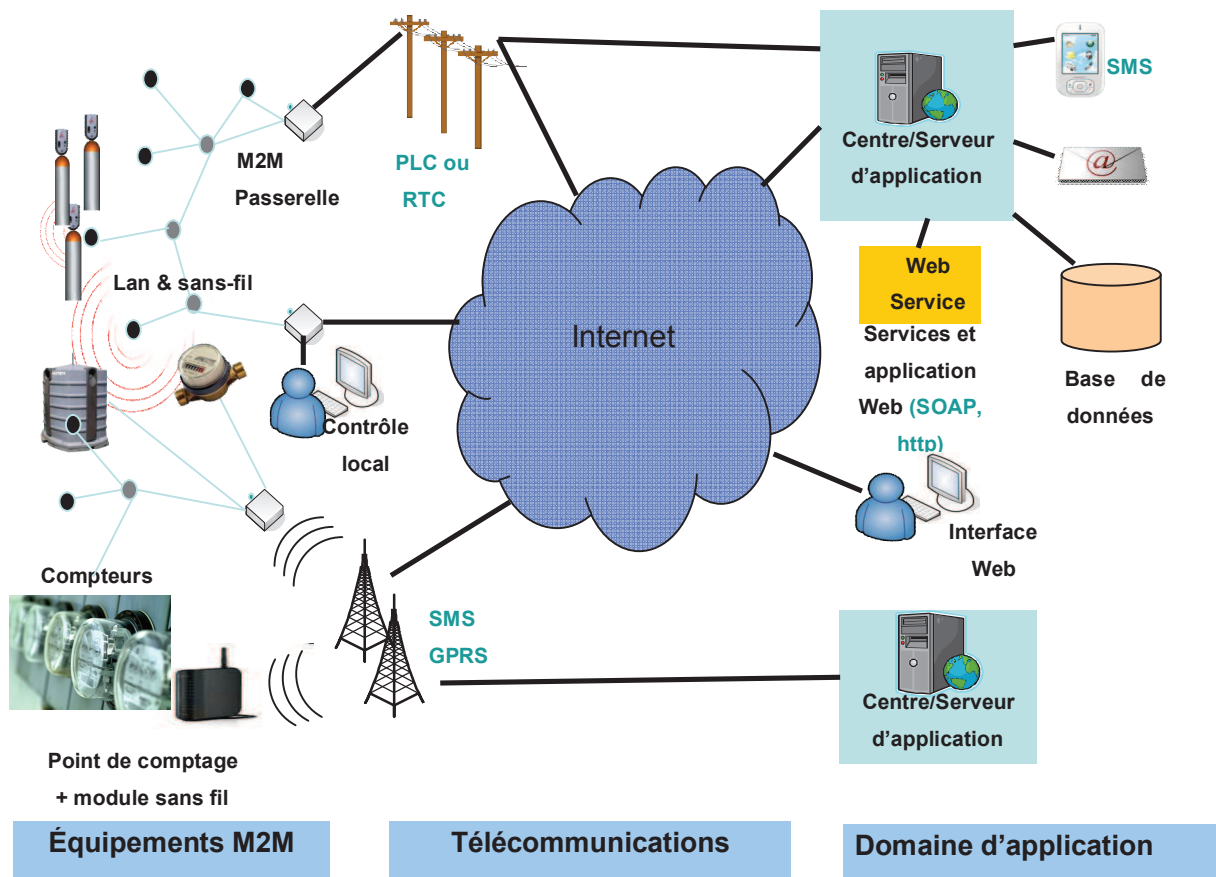 SMS
Centre/Serveur
d'application
M2M
Passerelle
PLC ou
RTC
@
Lan & sans-fil
Internet
Web
Service
Services et
application
Web (SOAP,
http)
Base de
données
Contrôle
local
Interface
Web
Compteurs
SMS
GPRS
Centre/Serveur
d'application
Point de comptage
+ module sans fil
Équipements M2M
Télécommunications
Domaine d'application